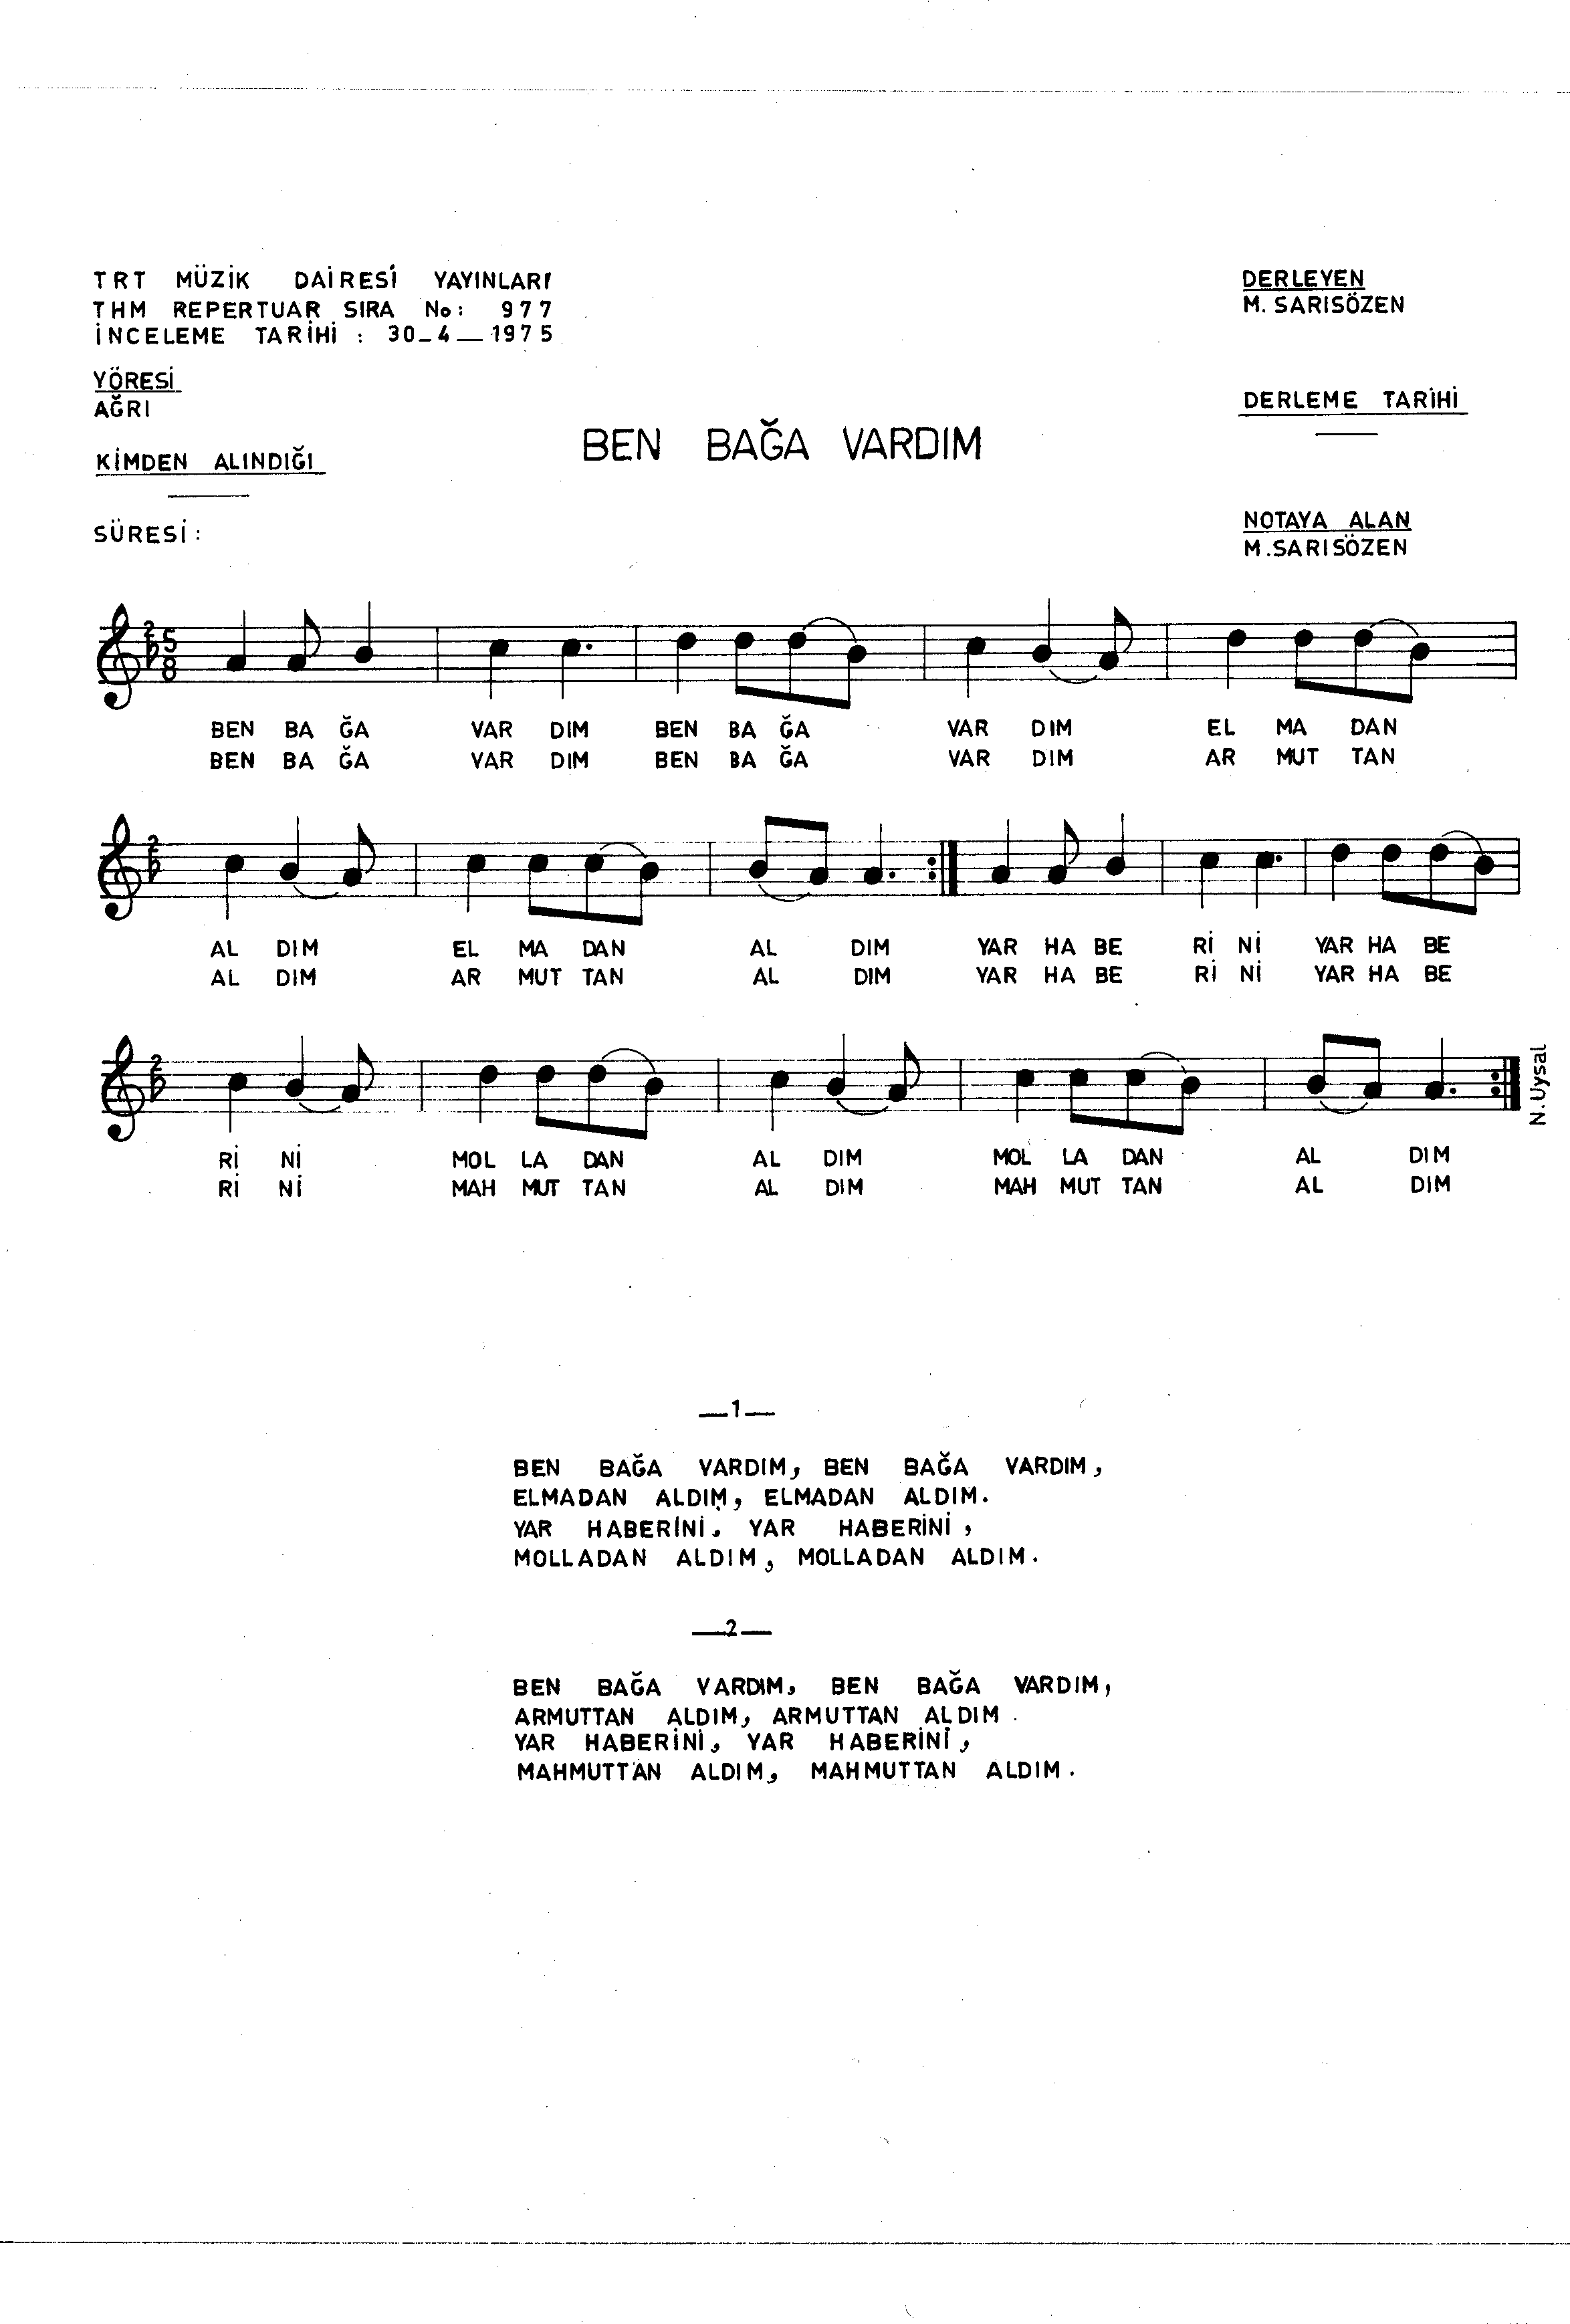 TRT MÜZİK DAİRESİ YAYINLARI
THM REPERTUAR SIRA No: 977
İNCELEME TARİHİ : 30_4_1975
YÖRESİ
AĞRI
KİMDEN ALINDIĞI
SÜRESİ:
DERLEYEN
M. SARISÖZEN
DERLEME TARİHİ
NOTAYA ALAN
M.SARISÖZEN
BEN BAĞA VARDIM
5
8
BEN BA ĞA VAR DIM BEN BA ĞA VAR DIM EL MA DAN
BEN BA ĞA VAR DIM BEN BA ĞA VAR DIM AR MUT TAN
AL DIM EL MA DAN AL DIM YAR HA BE Rİ Nİ YAR HA BE
AL DIM AR MUT TAN AL DIM YAR HA BE Rİ Nİ YAR HA BE
Rİ Nİ MOL LA DAN AL DIM MOL LA DAN AL DIM
Rİ Nİ MAH MUT TAN AL DIM MAH MUT TAN AL DIM
N. Uysal
_1_
BEN BAĞA VARDIM, BEN BAĞA VARDIM,
ELMADAN ALDIM, ELMADAN ALDIM.
YAR HABERİNİ, YAR HABERİNİ,
MOLLADAN ALDIM, MOLLADAN ALDIM.
_2_
BEN BAĞA VARDIM, BEN BAĞA VARDIM,
ARMUTTAN ALDIM, ARMUTTAN ALDIM.
YAR HABERİNİ, YAR HABERİNİ,
MAHMUTTAN ALDIM, MAHMUTTAN ALDIM.